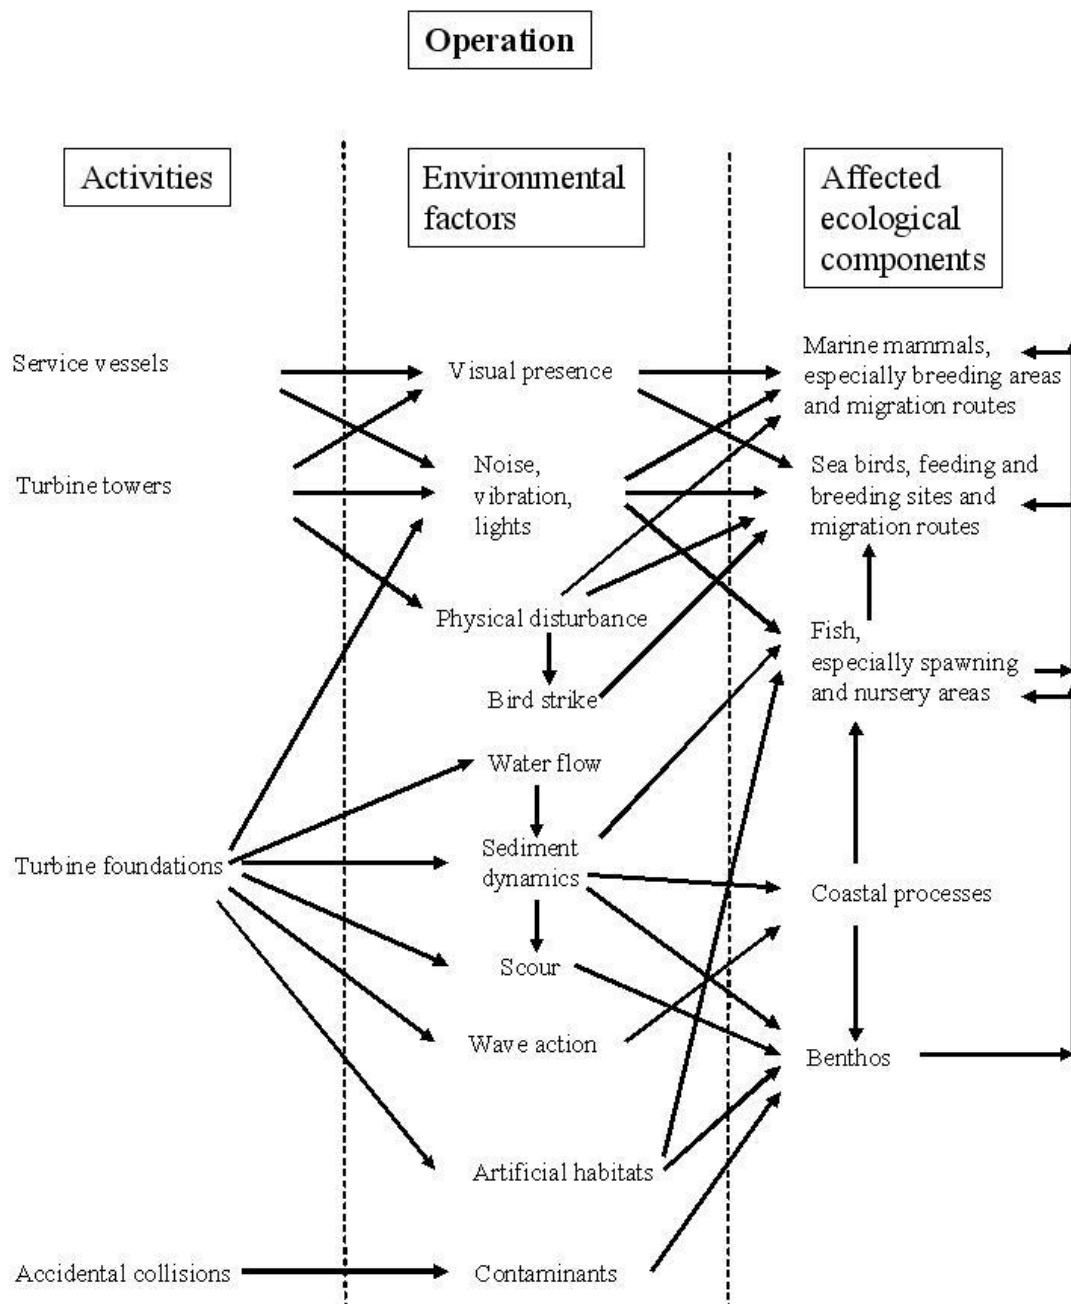 Operation
Activities
Environmental
factors
Affected
ecological
components
Service vessels
Visual presence
Marine mammals,
especially breeding areas
and migration routes
Turbine towers
Noise,
vibration,
lights
Sea birds, feeding and
breeding sites and
migration routes
Physical disturbance
Fish,
especially spawning
and nursery areas
Bird strike
Water flow
Turbine foundations
Sediment
dynamics
Coastal processes
Scour
Wave action
Benthos
Artificial habitats
Accidental collisions
Contaminants